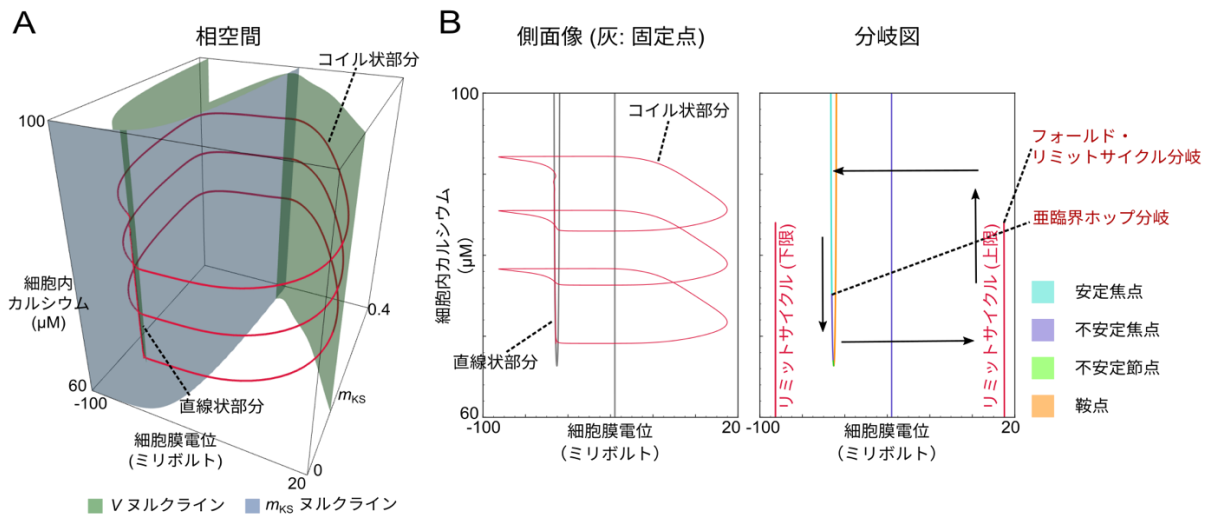 A
相空間
コイル状部分
100
細胞内
カルシウム
(μM)
60
-100
直線状部分
細胞膜電位
(ミリボルト)
20
0
0.4
mKS
V ヌルクライン
mKS ヌルクライン
B
側面像 (灰: 固定点)
100
コイル状部分
細胞内カルシウム
(μM)
直線状部分
60
-100
細胞膜電位
(ミリボルト)
20
分岐図
フォールド・
リミットサイクル分岐
亜臨界ホップ分岐
リミットサイクル (下限)
リミットサイクル (上限)
-100
細胞膜電位
(ミリボルト)
20
安定焦点
不安定焦点
不安定節点
鞍点